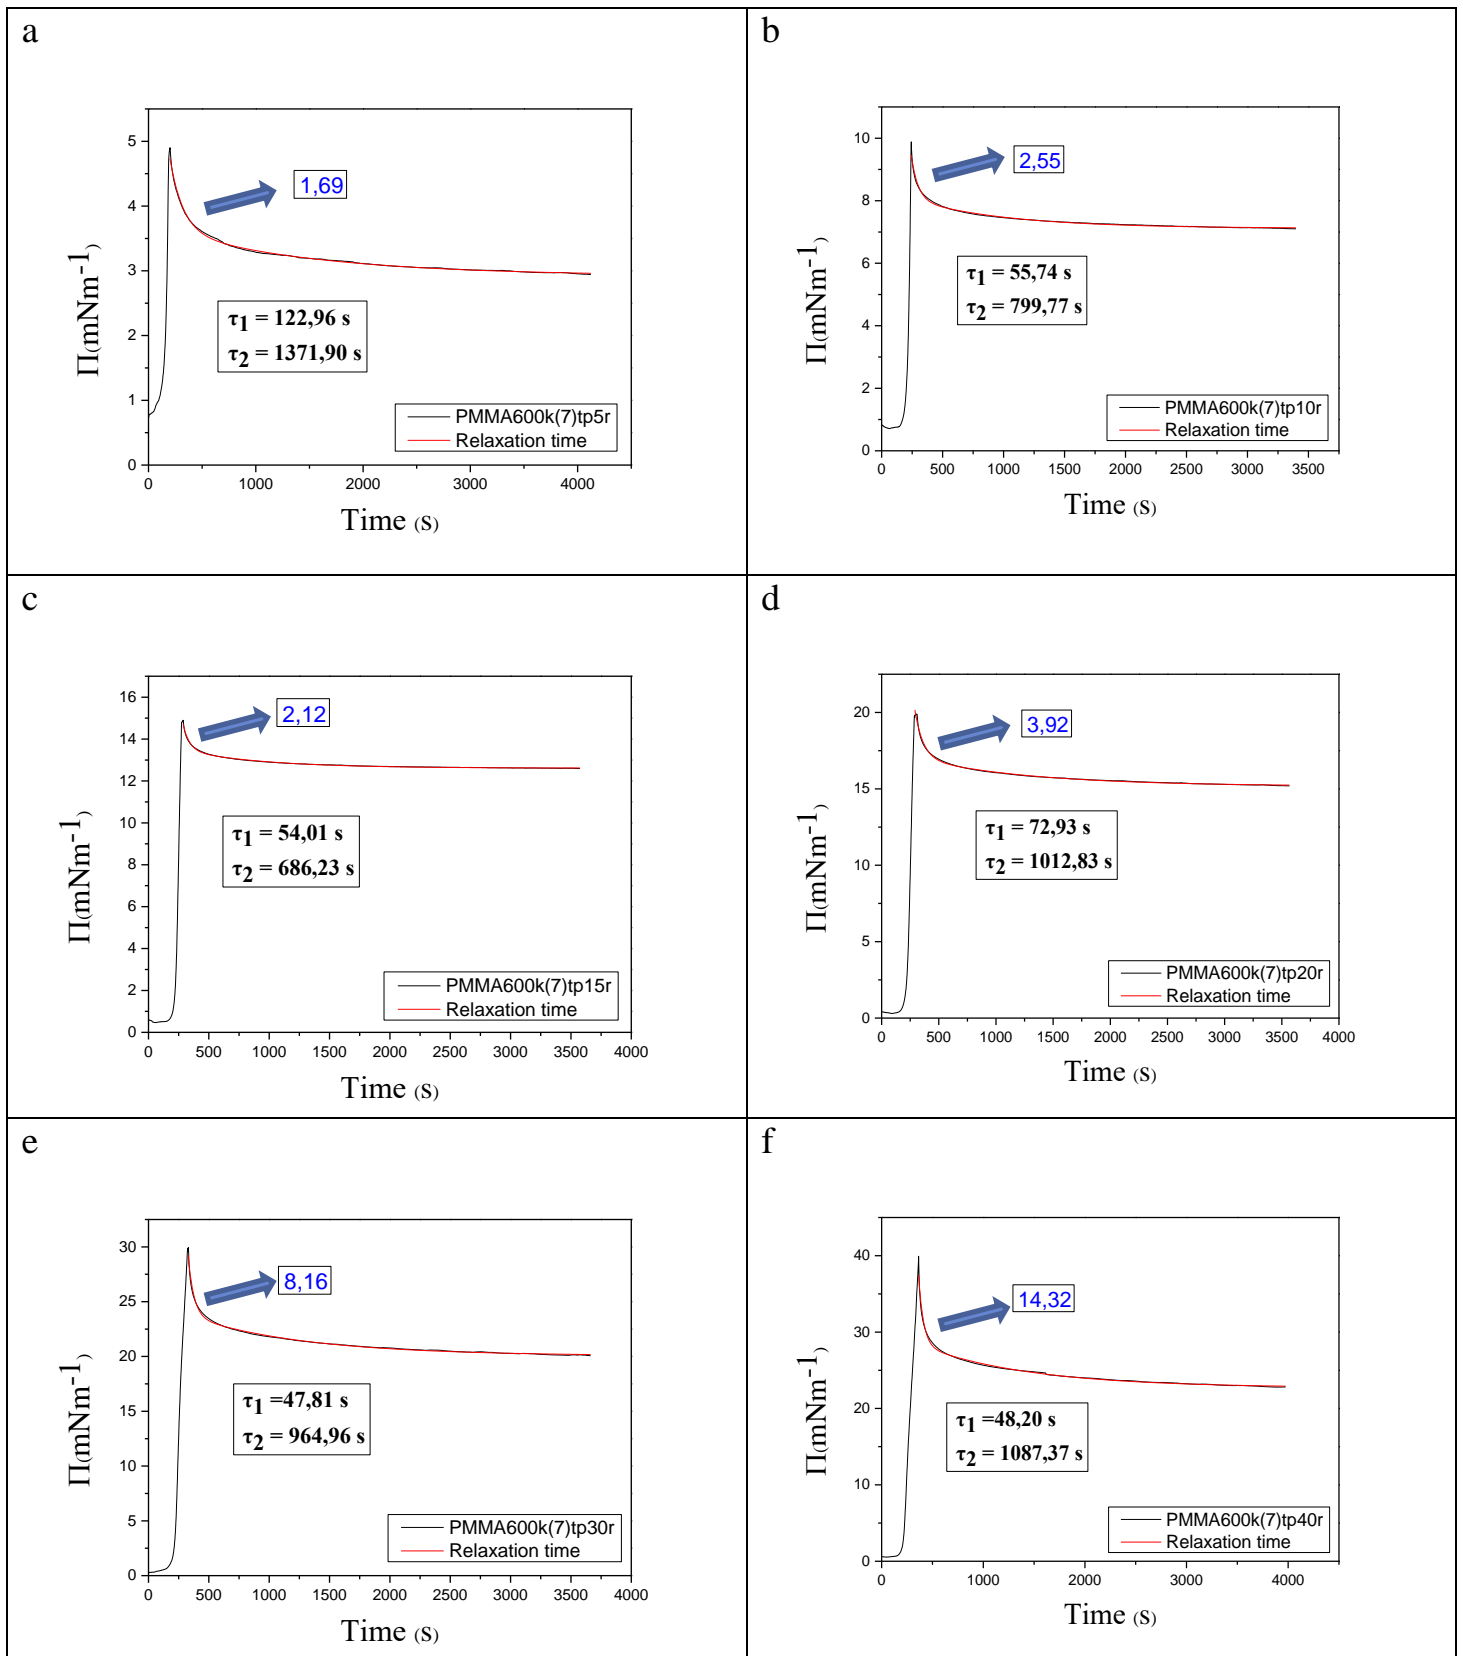 a
5
4
3
2
1
0
0
1000
2000
3000
4000
Π(mNm-1)
Time (s)
1,69
τ1 = 122,96 s
τ2 = 1371,90 s
PMMA600k(7)tp5r
Relaxation time
b
10
8
6
4
2
0
0
500
1000
1500
2000
2500
3000
3500
Π(mNm-1)
Time (s)
2,55
τ1 = 55,74 s
τ2 = 799,77 s
PMMA600k(7)tp10r
Relaxation time
c
16
14
12
10
8
6
4
2
0
0
500
1000
1500
2000
2500
3000
3500
4000
Π(mNm-1)
Time (s)
2,12
τ1 = 54,01 s
τ2 = 686,23 s
PMMA600k(7)tp15r
Relaxation time
d
20
15
10
5
0
0
500
1000
1500
2000
2500
3000
3500
4000
Π(mNm-1)
Time (s)
3,92
τ1 = 72,93 s
τ2 = 1012,83 s
PMMA600k(7)tp20r
Relaxation time
e
30
25
20
15
10
5
0
0
500
1000
1500
2000
2500
3000
3500
4000
Π(mNm-1)
Time (s)
8,16
τ1 =47,81 s
τ2 = 964,96 s
PMMA600k(7)tp30r
Relaxation time
f
40
30
20
10
0
0
1000
2000
3000
4000
Π(mNm-1)
Time (s)
14,32
τ1 =48,20 s
τ2 = 1087,37 s
PMMA600k(7)tp40r
Relaxation time